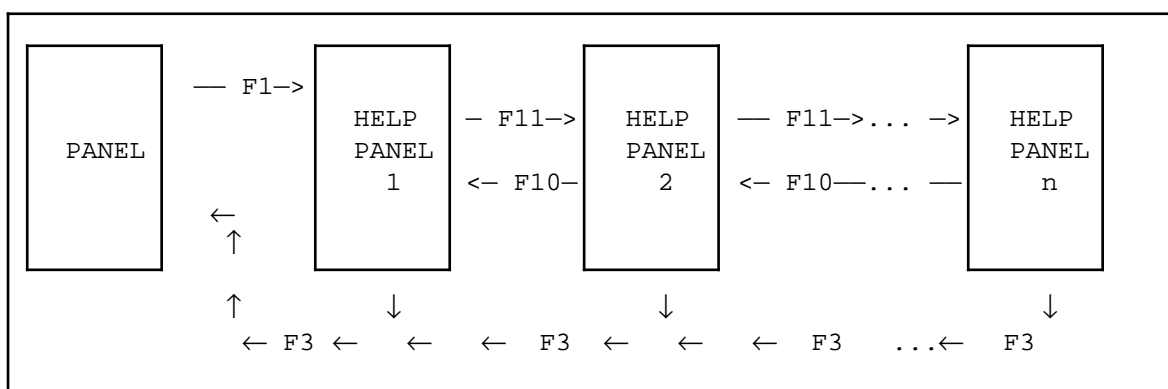 —— F1—>
HELP — F11—> HELP —— F11—>... —> HELP
PANEL PANEL PANEL PANEL
1 <— F10— 2 <— F10——... —— n
←
↑
↑ ↓ ↓ ↓
← F3 ← ← ← F3 ← ← ← F3 ...← F3